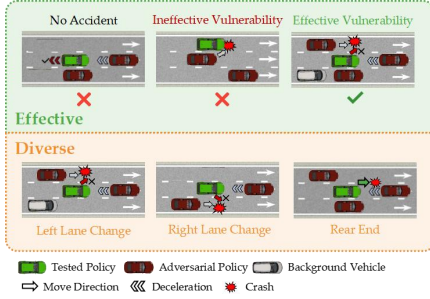 No Accident Ineffective Vulnerability Effective Vulnerability
Effective
Diverse
Left Lane Change Right Lane Change Rear End
Tested Policy Adversarial Policy Background Vehicle
Move Direction Deceleration Crash